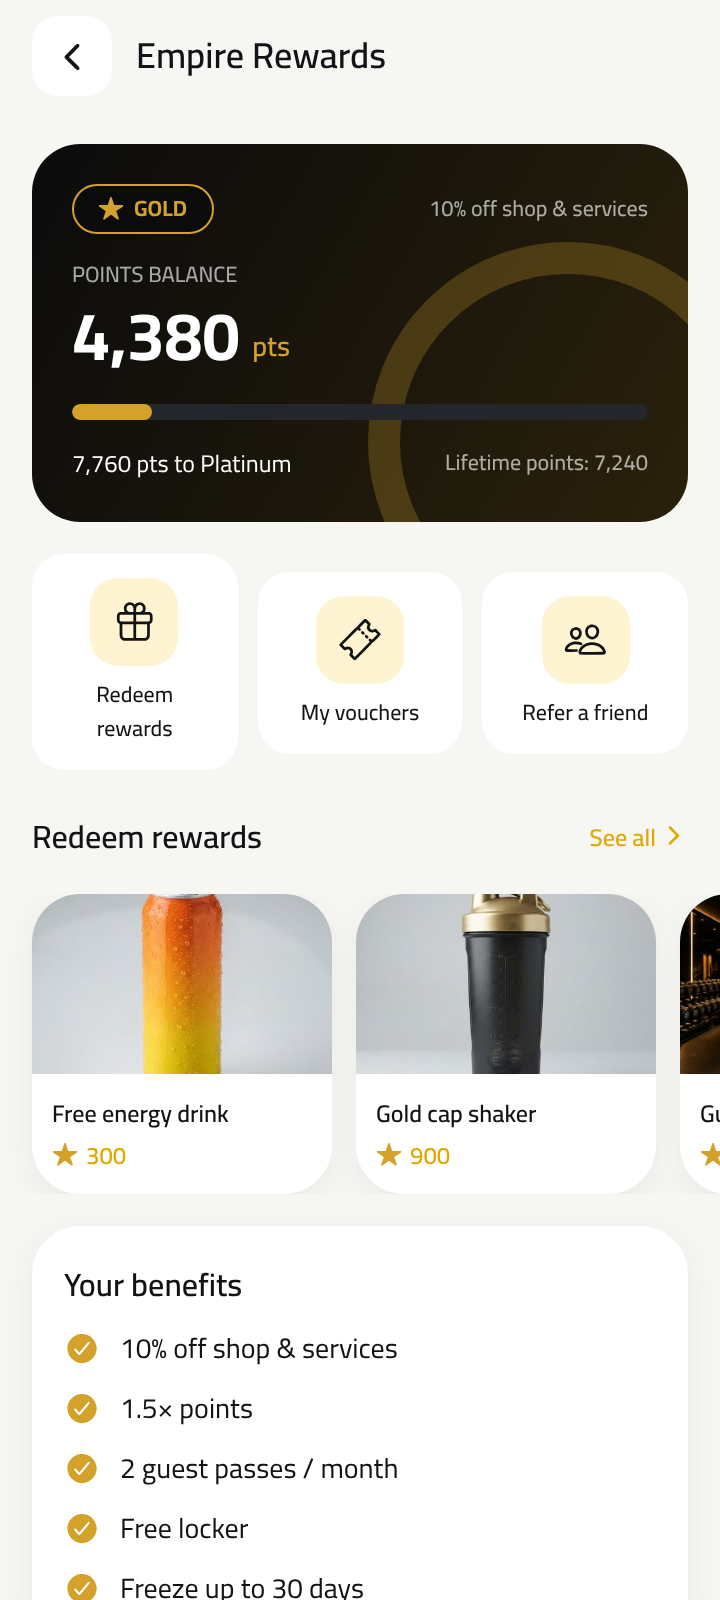 Empire Rewards
GOLD
10% off shop & services
POINTS BALANCE
4,380 pts
7,760 pts to Platinum
Lifetime points: 7,240
Redeem
rewards
My vouchers
Refer a friend
Redeem rewards
See all
Free energy drink
300
Gold cap shaker
900
Your benefits
10% off shop & services
1.5× points
2 guest passes / month
Free locker
Freeze up to 30 days